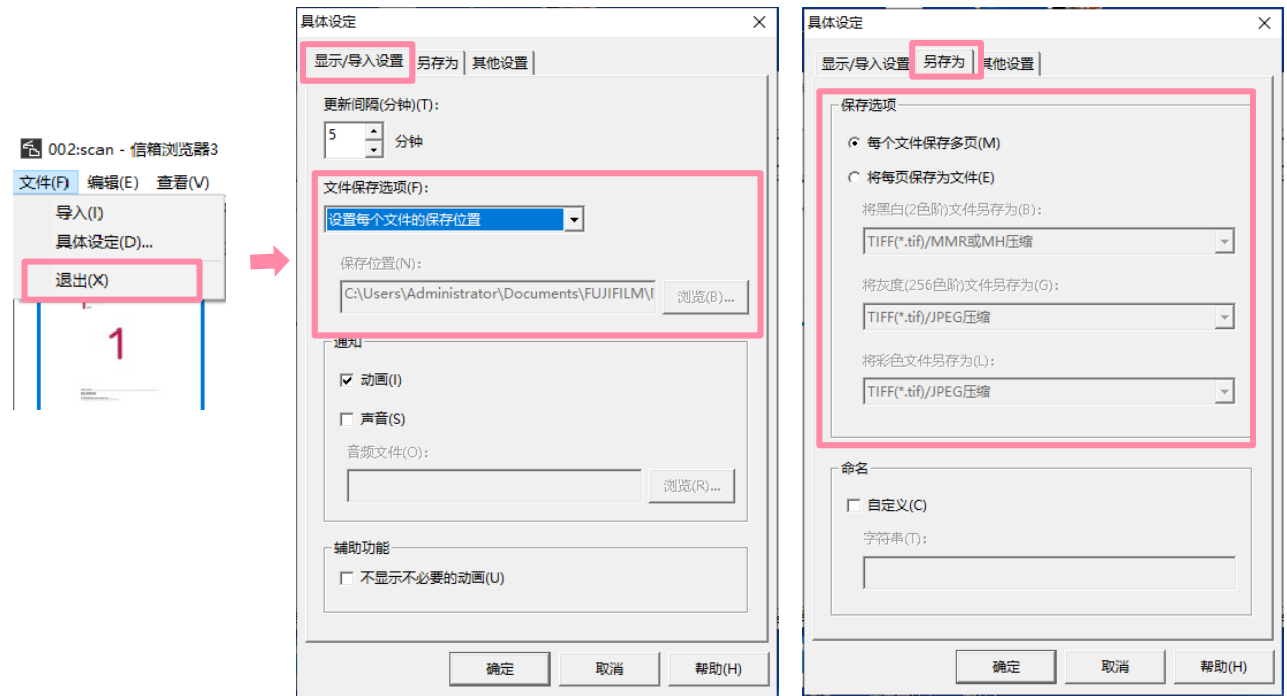 002:scan - 信箱浏览器3
文件(F) 编辑(E) 查看(V)
导入(I)
具体设定(D)...
退出(X)
1
具体设定
显示/导入设置 另存为 其他设置
更新间隔(分钟)(T):
5 分钟
文件保存选项(F):
设置每个文件的保存位置
保存位置(N):
C:\Users\Administrator\Documents\FUJIFILM\ 浏览(B)...
通知
动画(I)
声音(S)
音频文件(O):
浏览(R)...
辅助功能
不显示不必要的动画(U)
确定 取消 帮助(H)
具体设定
显示/导入设置 另存为 其他设置
保存选项
每个文件保存多页(M)
将每页保存为文件(E)
将黑白(2色阶)文件另存为(B):
TIFF(*.tif)/MMR或MH压缩
将灰度(256色阶)文件另存为(G):
TIFF(*.tif)/JPEG压缩
将彩色文件另存为(L):
TIFF(*.tif)/JPEG压缩
命名
自定义(C)
字符串(T):
确定 取消 帮助(H)